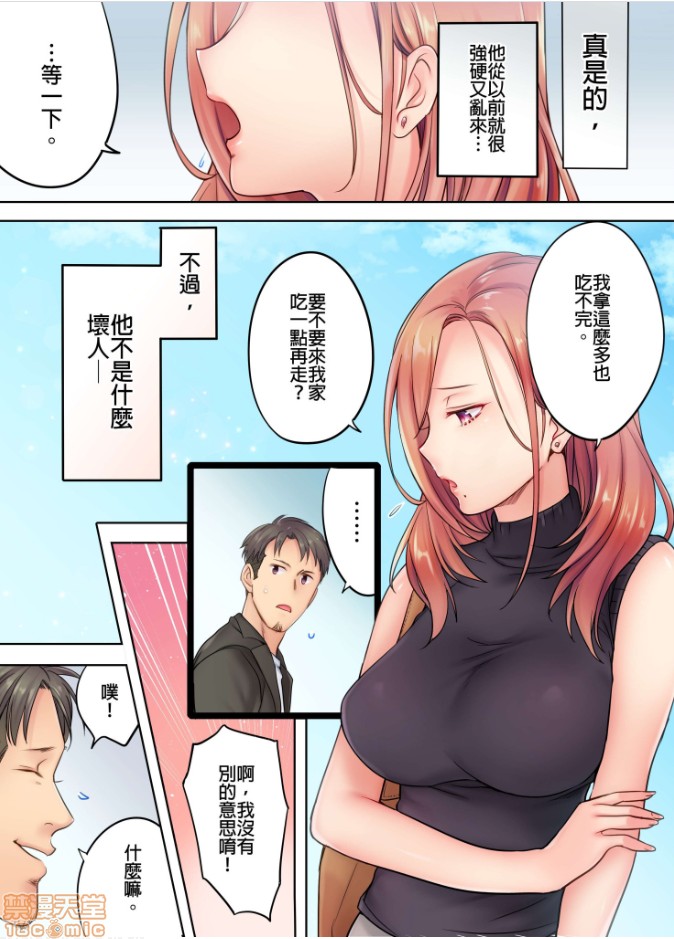 真是的，
他從以前就很
強硬又亂來…
…等一下。
我拿這麼多也
吃不完。
要不要來我家
吃一點再走？
不過，
他不是什麼
壞人—
……
啊，我沒有
別的意思唷！
噗！
什麼嘛。
禁漫天堂
18comic